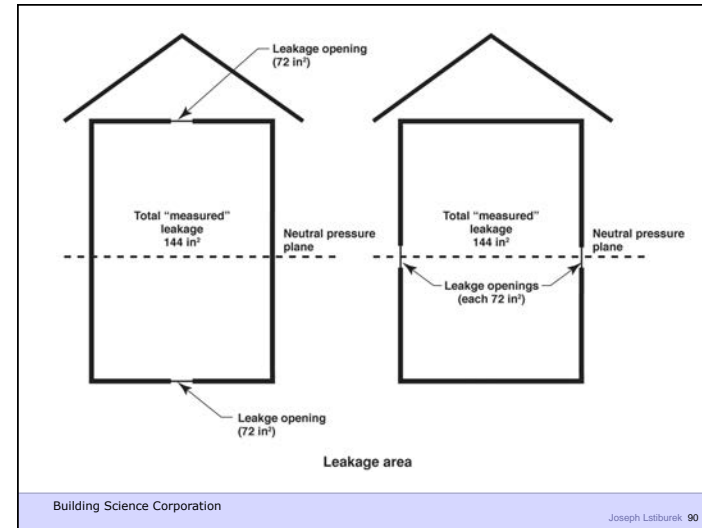 Leakage opening
(72 in²)
Total "measured"
leakage
144 in²
Neutral pressure
plane
Leakge opening
(72 in²)
Total "measured"
leakage
144 in²
Neutral pressure
plane
Leakge openings
(each 72 in²)
Leakage area
Building Science Corporation
Joseph Lstiburek 90